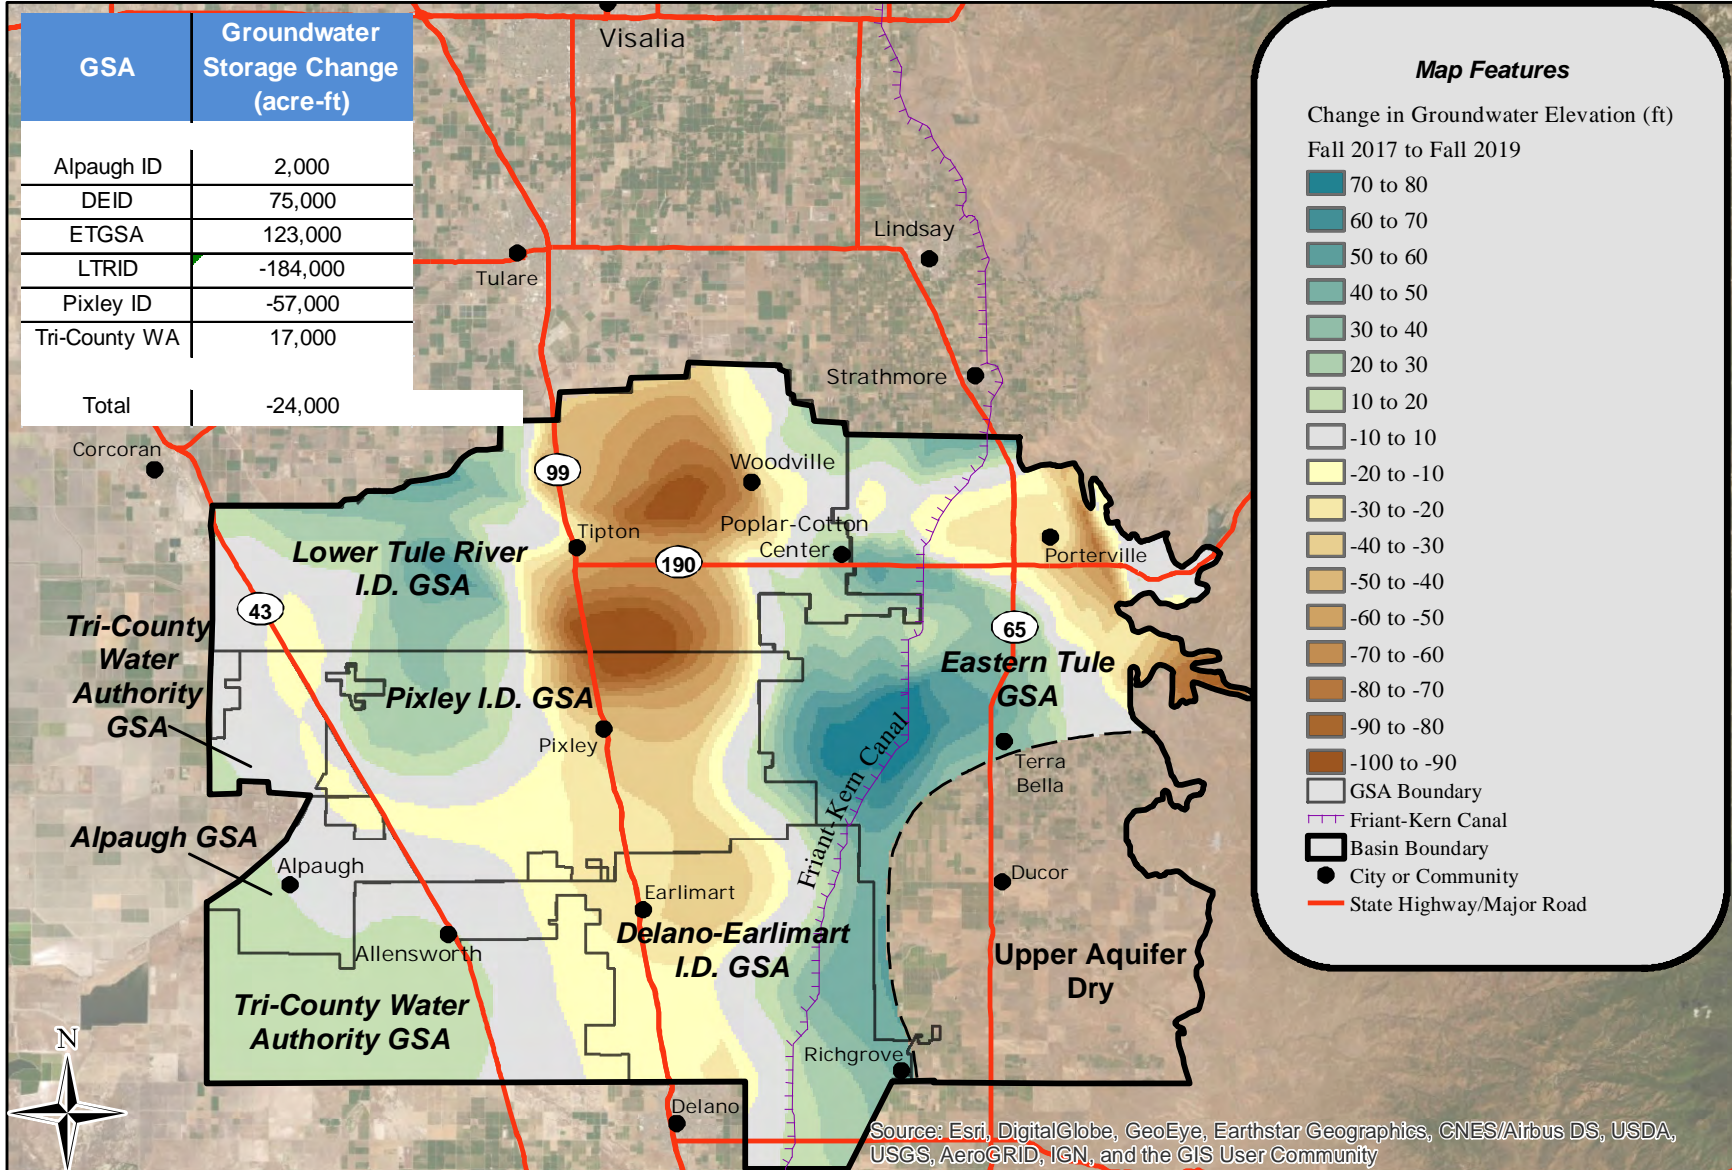 GSA
Groundwater
Storage Change
(acre-ft)
Alpaugh ID 2,000
DEID 75,000
ETGSA 123,000
LTRID -184,000
Pixley ID -57,000
Tri-County WA 17,000
Total -24,000
Visalia
Lindsay
Tulare
Strathmore
Corcoran
99
Woodville
Poplar-Cotton
Center
Tipton
190
Porterville
Lower Tule River
I.D. GSA
43
65
Tri-County
Water
Authority
GSA
Eastern Tule
GSA
Pixley I.D. GSA
Pixley
Friant-Kern Canal
Terra
Bella
Alpaugh GSA
Alpaugh
Earlimart
Ducor
Delano-Earlimart
I.D. GSA
Allensworth
Upper Aquifer
Dry
Tri-County Water
Authority GSA
Richgrove
Delano
N
Map Features
Change in Groundwater Elevation (ft)
Fall 2017 to Fall 2019
70 to 80
60 to 70
50 to 60
40 to 50
30 to 40
20 to 30
10 to 20
-10 to 10
-20 to -10
-30 to -20
-40 to -30
-50 to -40
-60 to -50
-70 to -60
-80 to -70
-90 to -80
-100 to -90
GSA Boundary
Friant-Kern Canal
Basin Boundary
City or Community
State Highway/Major Road
Source: Esri, DigitalGlobe, GeoEye, Earthstar Geographics, CNES/Airbus DS, USDA,
USGS, AeroGRID, IGN, and the GIS User Community